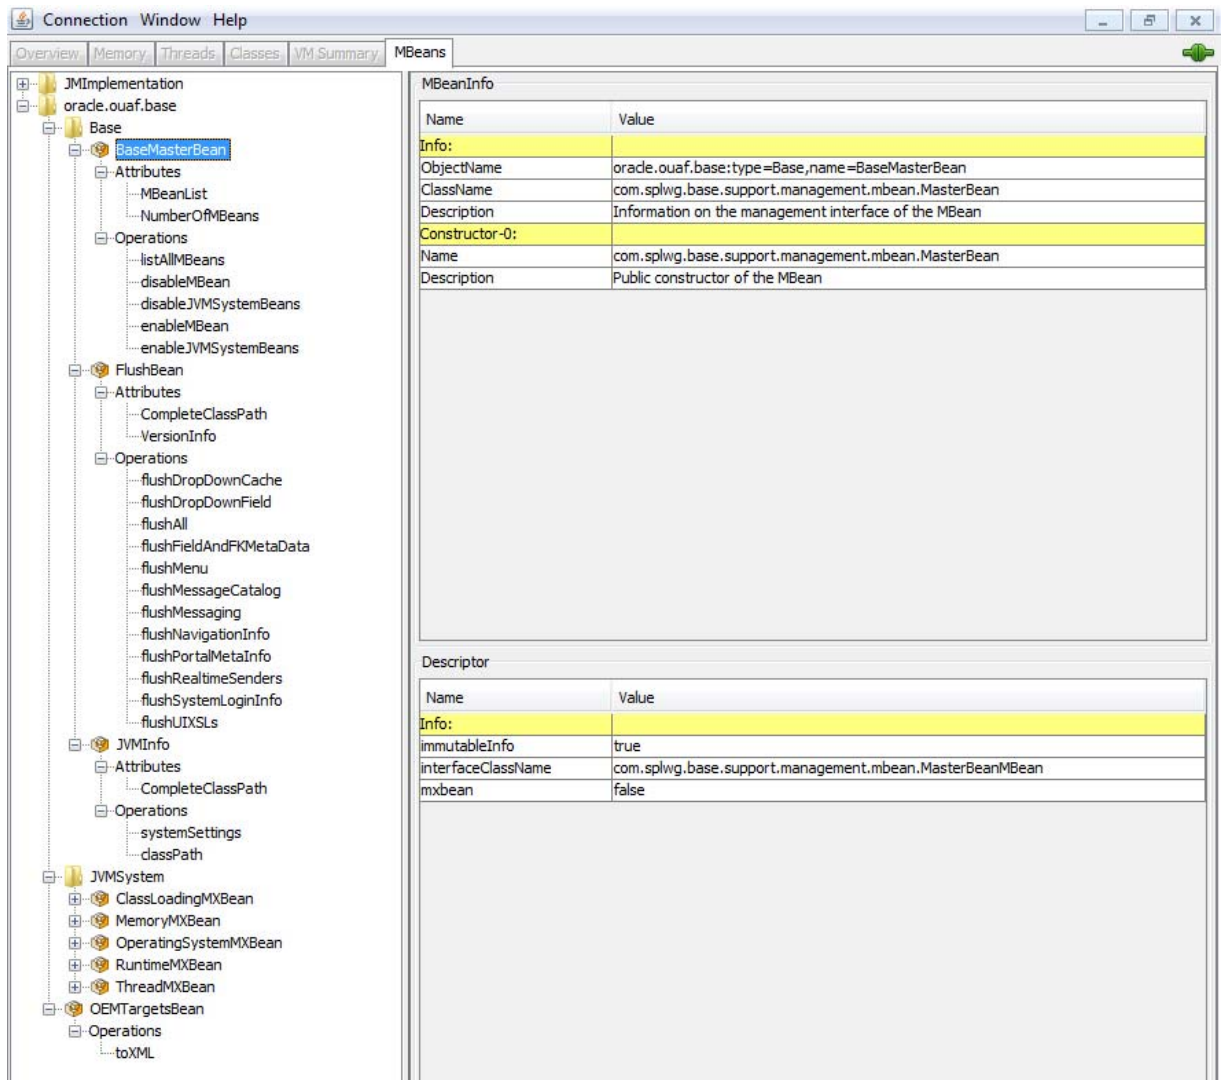 Connection Window Help
Overview Memory Threads Classes VM Summary MBeans
JMImplementation
oracle.ouaf.base
Base
BaseMasterBean
Attributes
MBeanList
NumberOfMBeans
Operations
listAllMBeans
disableMBean
disableJVMSystemBeans
enableMBean
enableJVMSystemBeans
FlushBean
Attributes
CompleteClassPath
VersionInfo
Operations
flushDropDownCache
flushDropDownField
flushAll
flushFieldAndFKMetaData
flushMenu
flushMessageCatalog
flushMessaging
flushNavigationInfo
flushPortalMetaInfo
flushRealtimeSenders
flushSystemLoginInfo
flushUIXSLs
JVMInfo
Attributes
CompleteClassPath
Operations
systemSettings
classPath
JVMSystem
ClassLoadingMXBean
MemoryMXBean
OperatingSystemMXBean
RuntimeMXBean
ThreadMXBean
OEMTargetsBean
Operations
toXML
MBeanInfo
Name Value
Info:
ObjectName oracle.ouaf.base:type=Base,name=BaseMasterBean
ClassName com.splwg.base.support.management.mbean.MasterBean
Description Information on the management interface of the MBean
Constructor-0:
Name com.splwg.base.support.management.mbean.MasterBean
Description Public constructor of the MBean
Descriptor
Name Value
Info:
immutableInfo true
interfaceClassName com.splwg.base.support.management.mbean.MasterBeanMBean
mxbean false